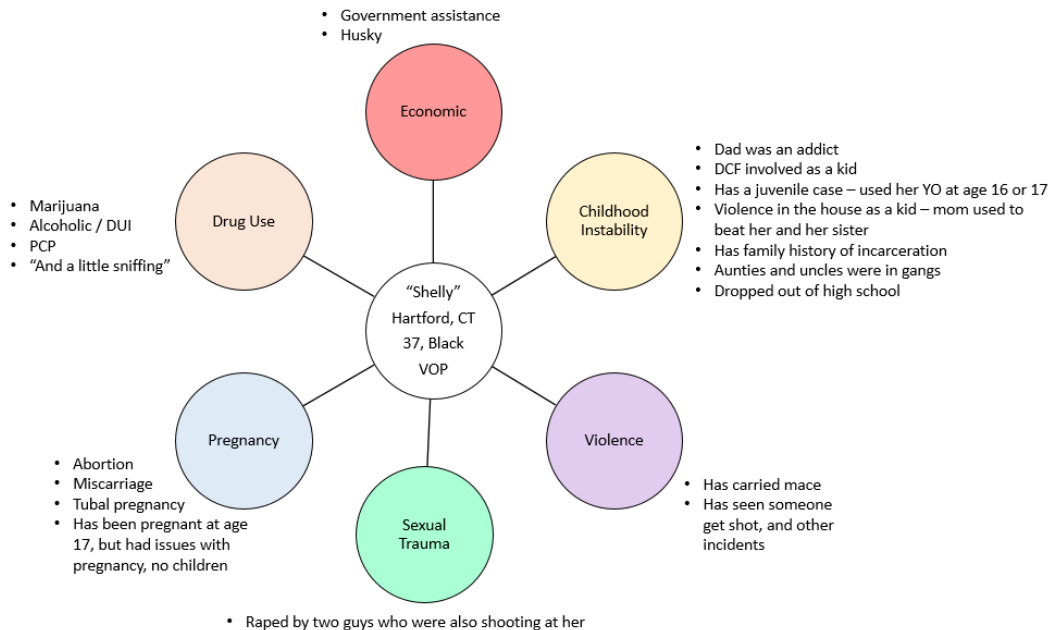 • Government assistance
• Husky
Economic
• Dad was an addict
• DCF involved as a kid
• Has a juvenile case – used her YO at age 16 or 17
• Violence in the house as a kid – mom used to
beat her and her sister
• Has family history of incarceration
• Aunties and uncles were in gangs
• Dropped out of high school
Childhood
Instability
Drug Use
• Marijuana
• Alcoholic / DUI
• PCP
• “And a little sniffing”
“Shelly”
Hartford, CT
37, Black
VOP
Pregnancy
• Abortion
• Miscarriage
• Tubal pregnancy
• Has been pregnant at age
17, but had issues with
pregnancy, no children
Violence
• Has carried mace
• Has seen someone
get shot, and other
incidents
Sexual
Trauma
• Raped by two guys who were also shooting at her